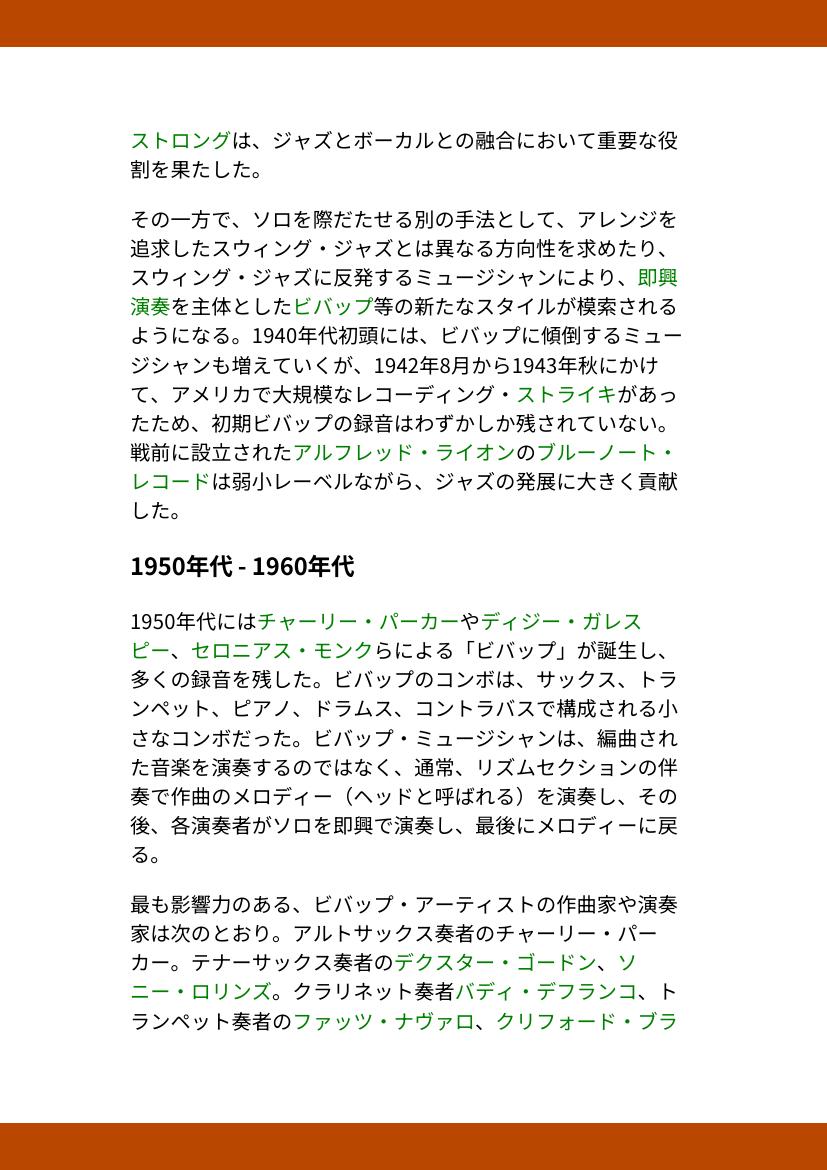 ストロングは、ジャズとボーカルとの融合において重要な役
割を果たした。
その一方で、ソロを際だたせる別の手法として、アレンジを
追求したスウィング・ジャズとは異なる方向性を求めたり、
スウィング・ジャズに反発するミュージシャンにより、即興
演奏を主体としたビバップ等の新たなスタイルが模索される
ようになる。1940年代初頭には、ビバップに傾倒するミュー
ジシャンも増えていくが、1942年8月から1943年秋にかけ
て、アメリカで大規模なレコーディング・ストライキがあっ
たため、初期ビバップの録音はわずかしか残されていない。
戦前に設立されたアルフレッド・ライオンのブルーノート・
レコードは弱小レーベルながら、ジャズの発展に大きく貢献
した。
1950年代 - 1960年代
1950年代にはチャーリー・パーカーやディジー・ガレス
ピー、セロニアス・モンクらによる「ビバップ」が誕生し、
多くの録音を残した。ビバップのコンボは、サックス、トラ
ンペット、ピアノ、ドラムス、コントラバスで構成される小
さなコンボだった。ビバップ・ミュージシャンは、編曲され
た音楽を演奏するのではなく、通常、リズムセクションの伴
奏で作曲のメロディー（ヘッドと呼ばれる）を演奏し、その
後、各演奏者がソロを即興で演奏し、最後にメロディーに戻
る。
最も影響力のある、ビバップ・アーティストの作曲家や演奏
家は次のとおり。アルトサックス奏者のチャーリー・パー
カー。テナーサックス奏者のデクスター・ゴードン、ソ
ニー・ロリンズ。クラリネット奏者バディ・デフランコ、ト
ランペット奏者のファッツ・ナヴァロ、クリフォード・ブラ